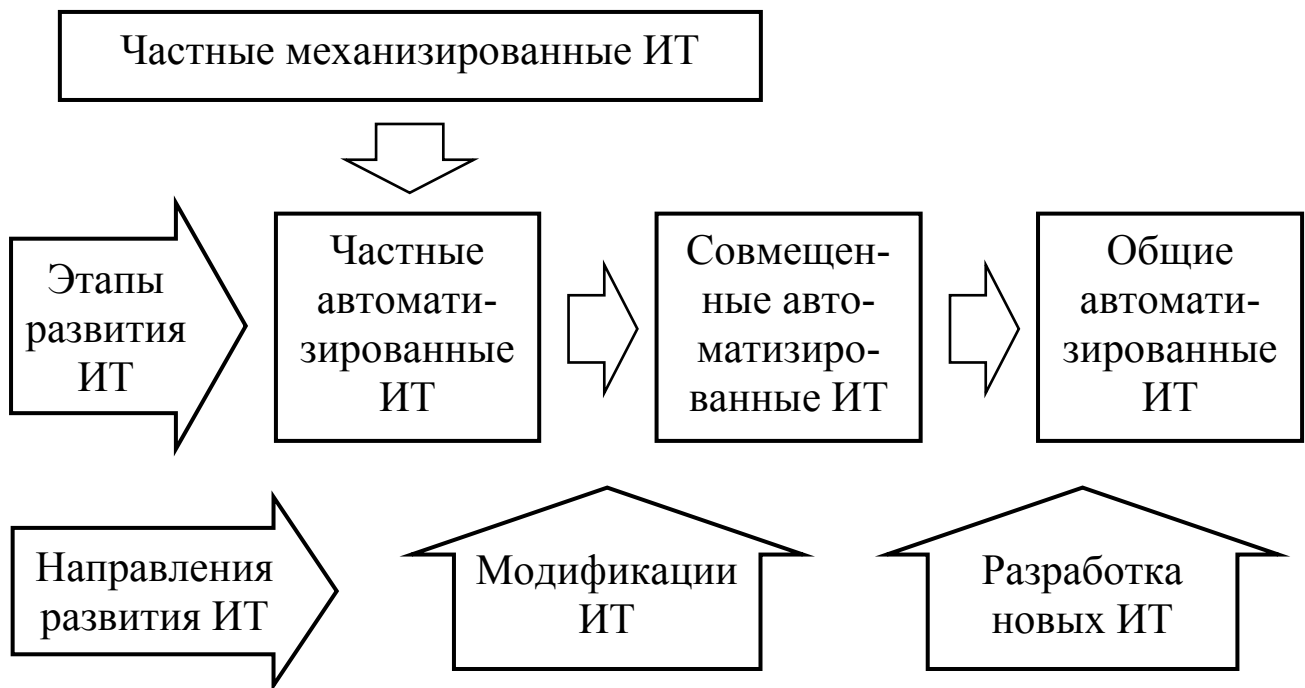 Частные механизированные ИТ
Этапы
развития
ИТ
Частные
автомати-
зированные
ИТ
Совмещен-
ные авто-
матизиро-
ванные ИТ
Общие
автомати-
зированные
ИТ
Направления
развития ИТ
Модификации
ИТ
Разработка
новых ИТ